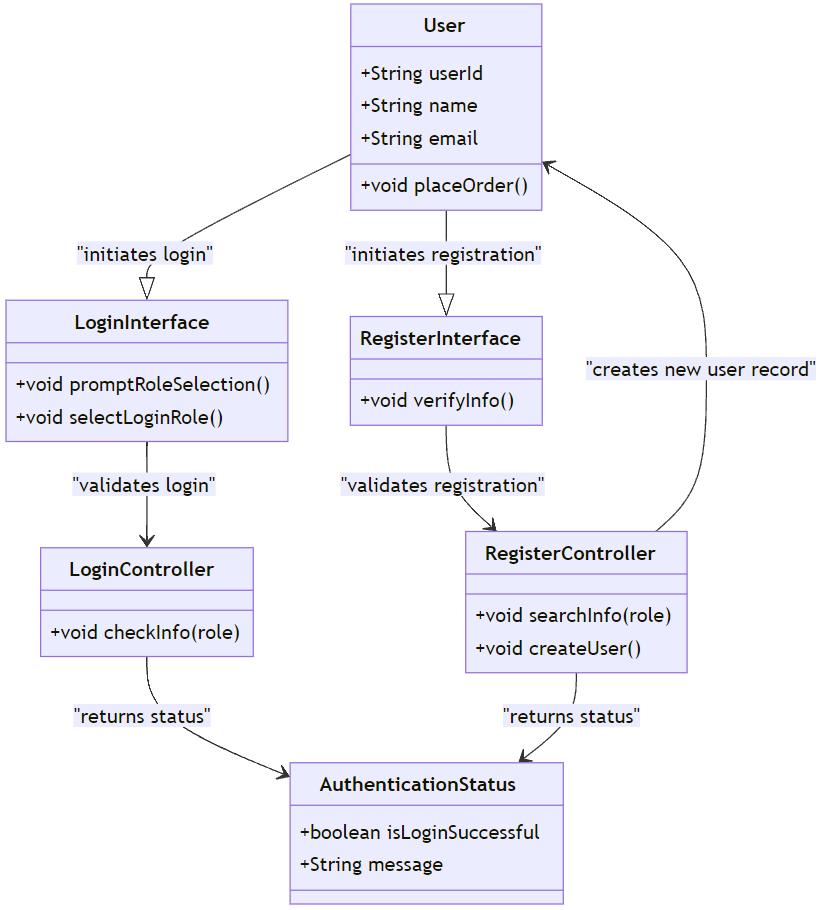 User
+String userId
+String name
+String email
+void placeOrder()
"initiates login"
"initiates registration"
LoginInterface
+void promptRoleSelection()
+void selectLoginRole()
RegisterInterface
+void verifyInfo()
"creates new user record"
"validates login"
"validates registration"
LoginController
+void checkInfo(role)
RegisterController
+void searchInfo(role)
+void createUser()
"returns status"
"returns status"
AuthenticationStatus
+boolean isLoginSuccessful
+String message